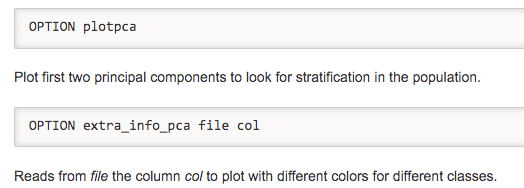 OPTION plotpca
Plot first two principal components to look for stratification in the population.
OPTION extra_info_pca file col
Reads from file the column col to plot with different colors for different classes.